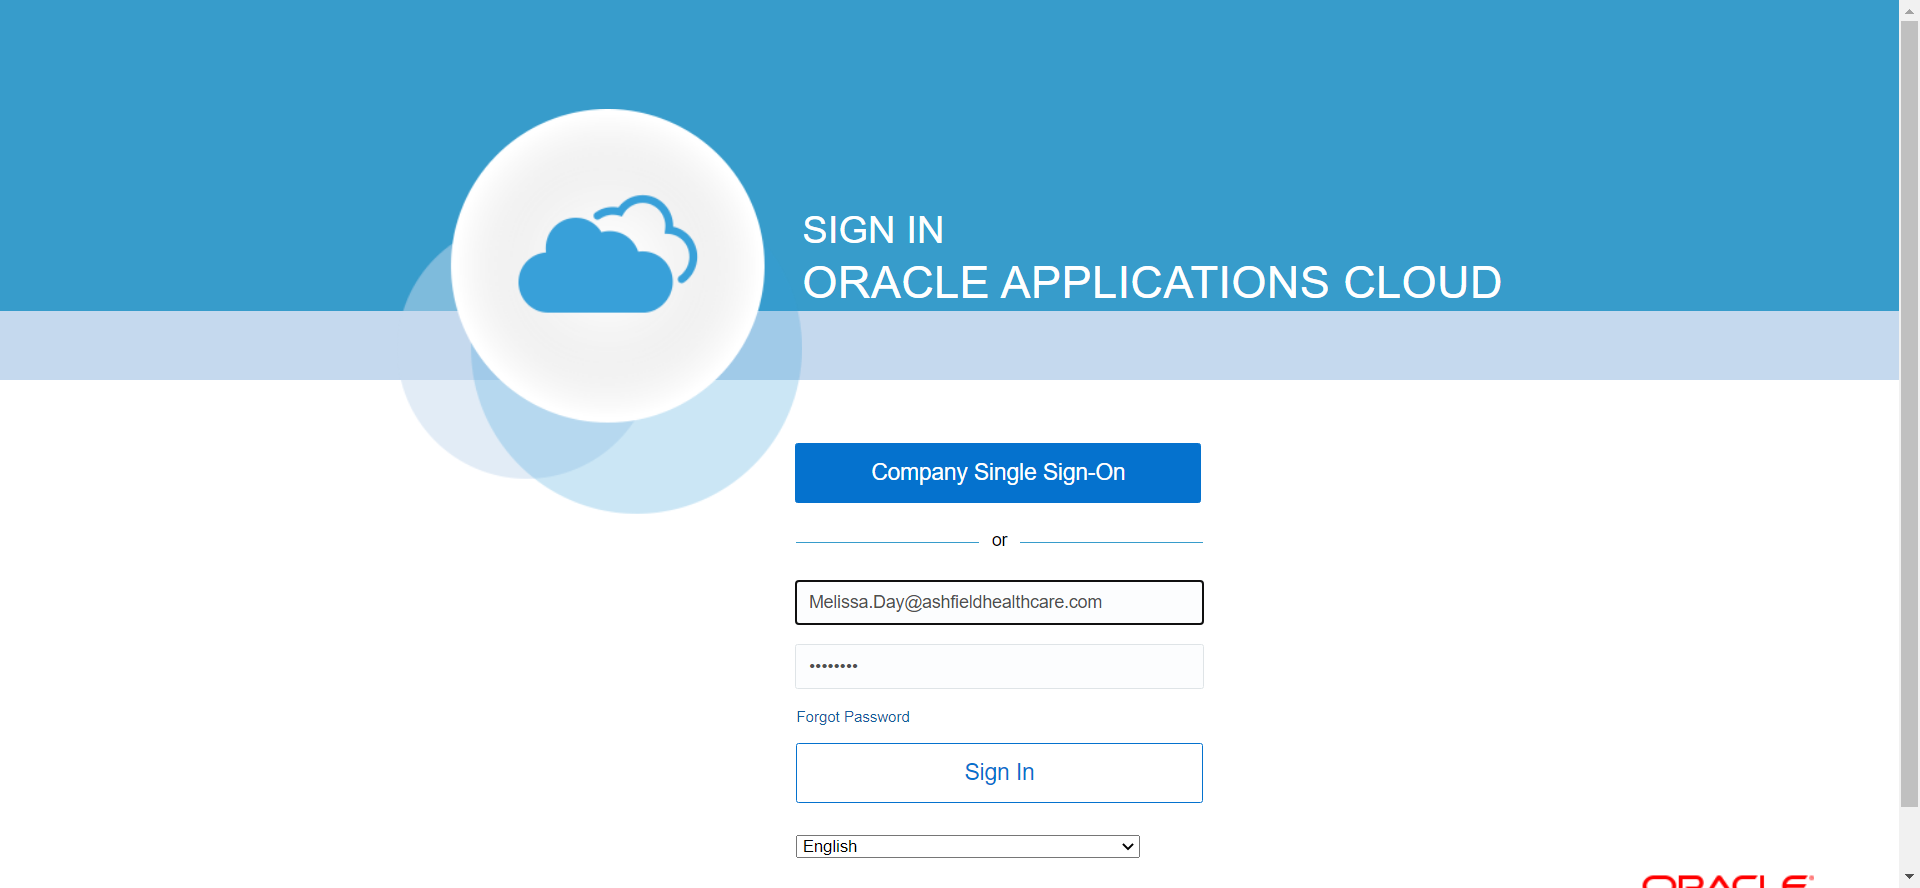 SIGN IN
ORACLE APPLICATIONS CLOUD
Company Single Sign-On
or
Melissa.Day@ashfieldhealthcare.com
••••••••
Forgot Password
Sign In
English
ORACLE